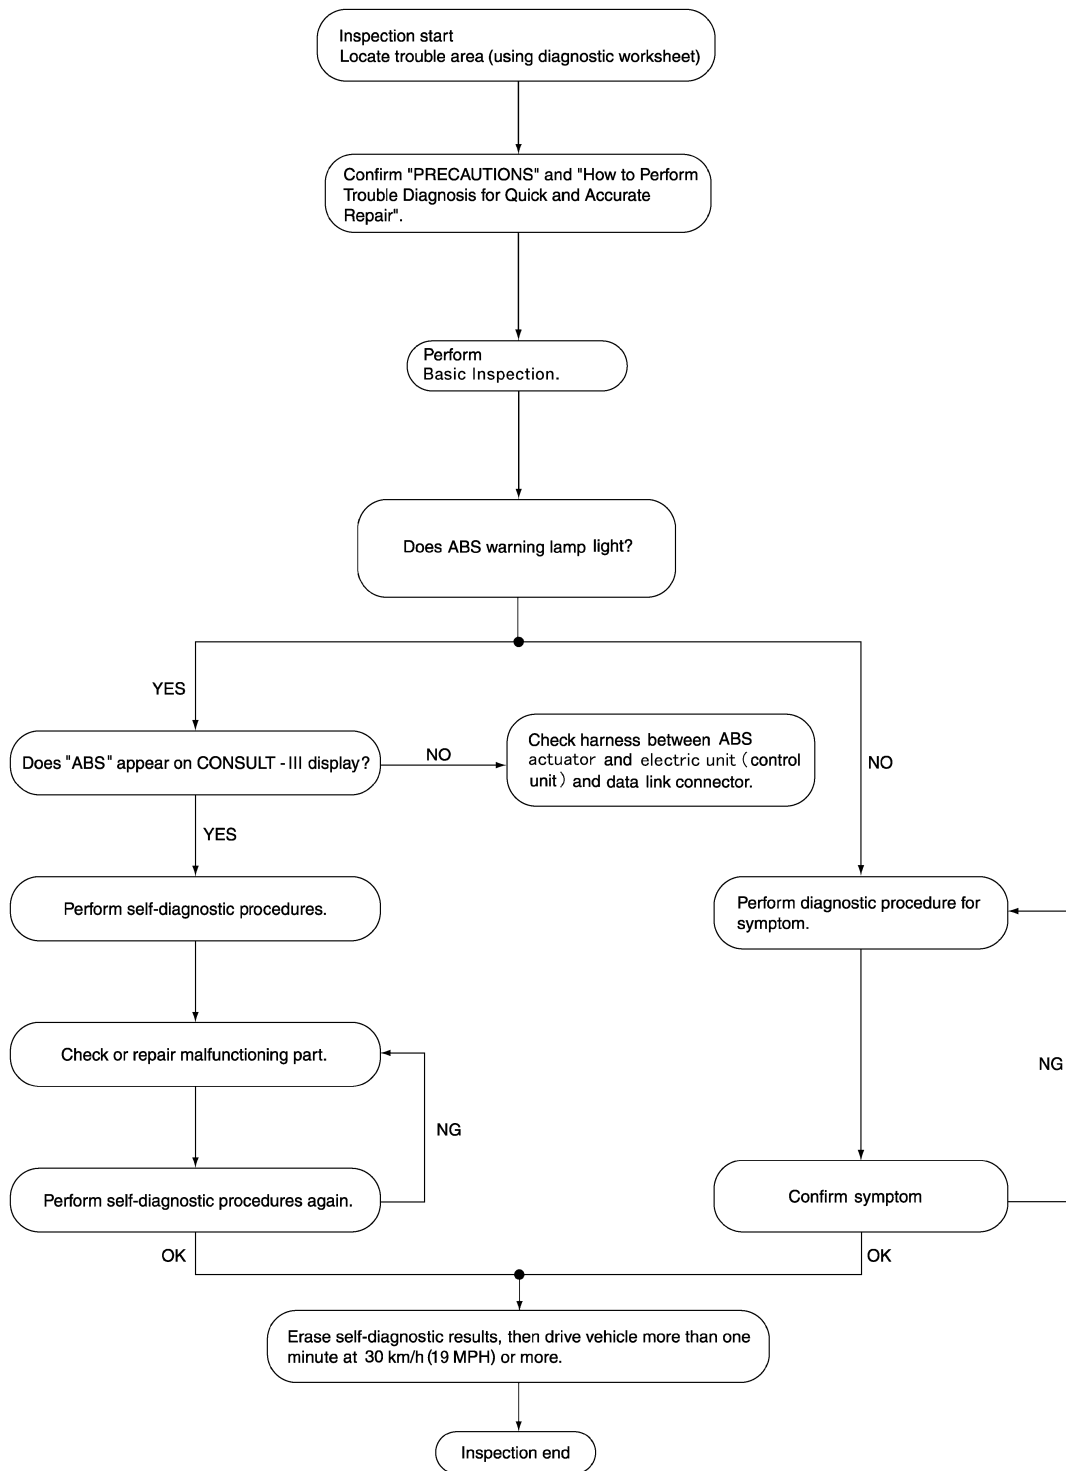 Inspection start
Locate trouble area (using diagnostic worksheet)
Confirm "PRECAUTIONS" and "How to Perform
Trouble Diagnosis for Quick and Accurate
Repair".
Perform
Basic Inspection.
Does ABS warning lamp light?
YES
NO
Does "ABS" appear on CONSULT - III display?
NO
Check harness between ABS
actuator and electric unit (control
unit) and data link connector.
YES
Perform self-diagnostic procedures.
Perform diagnostic procedure for
symptom.
Check or repair malfunctioning part.
NG
NG
Perform self-diagnostic procedures again.
Confirm symptom
OK
OK
Erase self-diagnostic results, then drive vehicle more than one
minute at 30 km/h (19 MPH) or more.
Inspection end